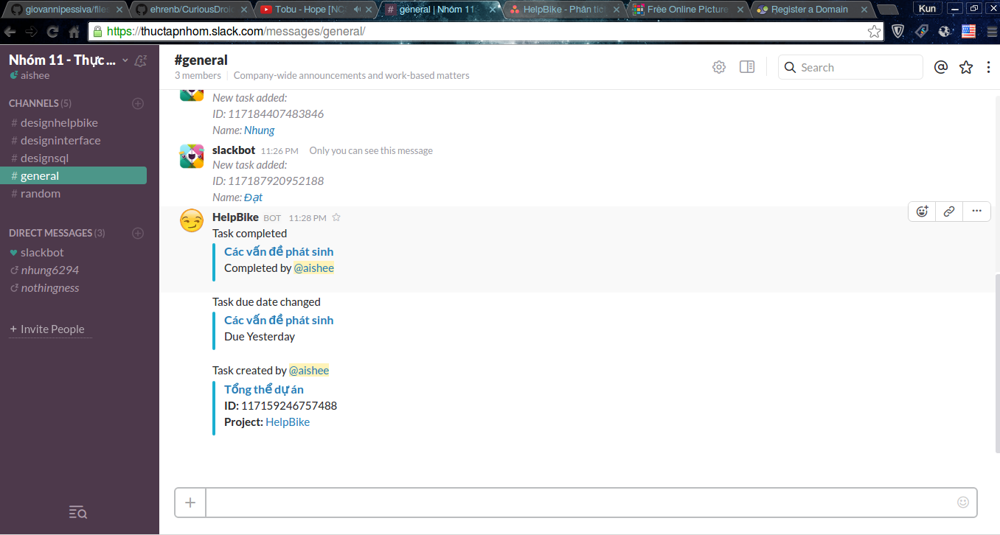 giovannipessiva/files
ehrenb/CuriousDroid
Tobu - Hope [NCS
general | Nhóm 11
HelpBike - Phân tích
Free Online Picture
Register a Domain
Kun
https://thuctapnhom.slack.com/messages/general/
Nhóm 11 - Thực ...
aishee
CHANNELS (5)
# designhelpbike
# designinterface
# designsql
# general
# random
DIRECT MESSAGES (3)
slackbot
nhung6294
nothingness
+ Invite People
#general
3 members
Company-wide announcements and work-based matters
Search
New task added:
ID: 117184407483846
Name: Nhung
slackbot 11:26 PM Only you can see this message
New task added:
ID: 117187920952188
Name: Đạt
HelpBike BOT 11:28 PM
Task completed
Các vấn đề phát sinh
Completed by @aishee
Task due date changed
Các vấn đề phát sinh
Due Yesterday
Task created by @aishee
Tổng thể dự án
ID: 117159246757488
Project: HelpBike